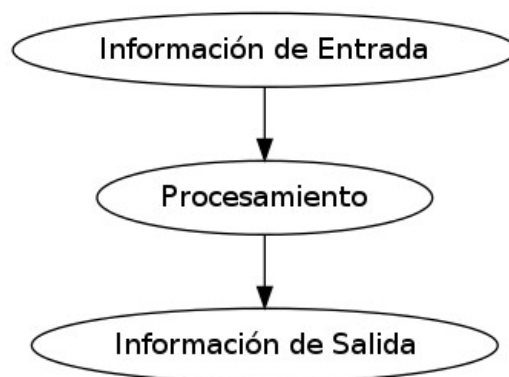 Información de Entrada
Procesamiento
Información de Salida